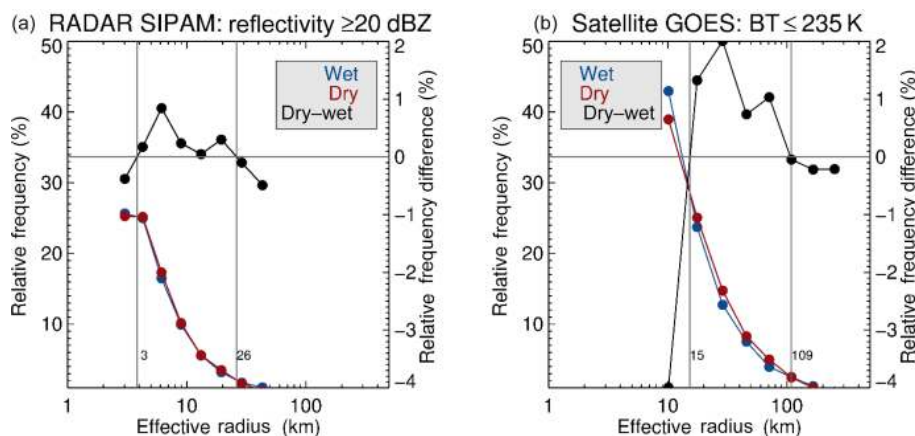 (a) RADAR SIPAM: reflectivity ≥20 dBZ
50
40
30
20
10
Relative frequency (%)
Wet
Dry
Dry–wet
2
1
0
−1
−2
−3
−4
Relative frequency difference (%)
3
26
1
10
100
Effective radius (km)
(b) Satellite GOES: BT ≤ 235 K
50
40
30
20
10
Relative frequency (%)
Wet
Dry
Dry–wet
2
1
0
−1
−2
−3
−4
Relative frequency difference (%)
15
109
1
10
100
Effective radius (km)